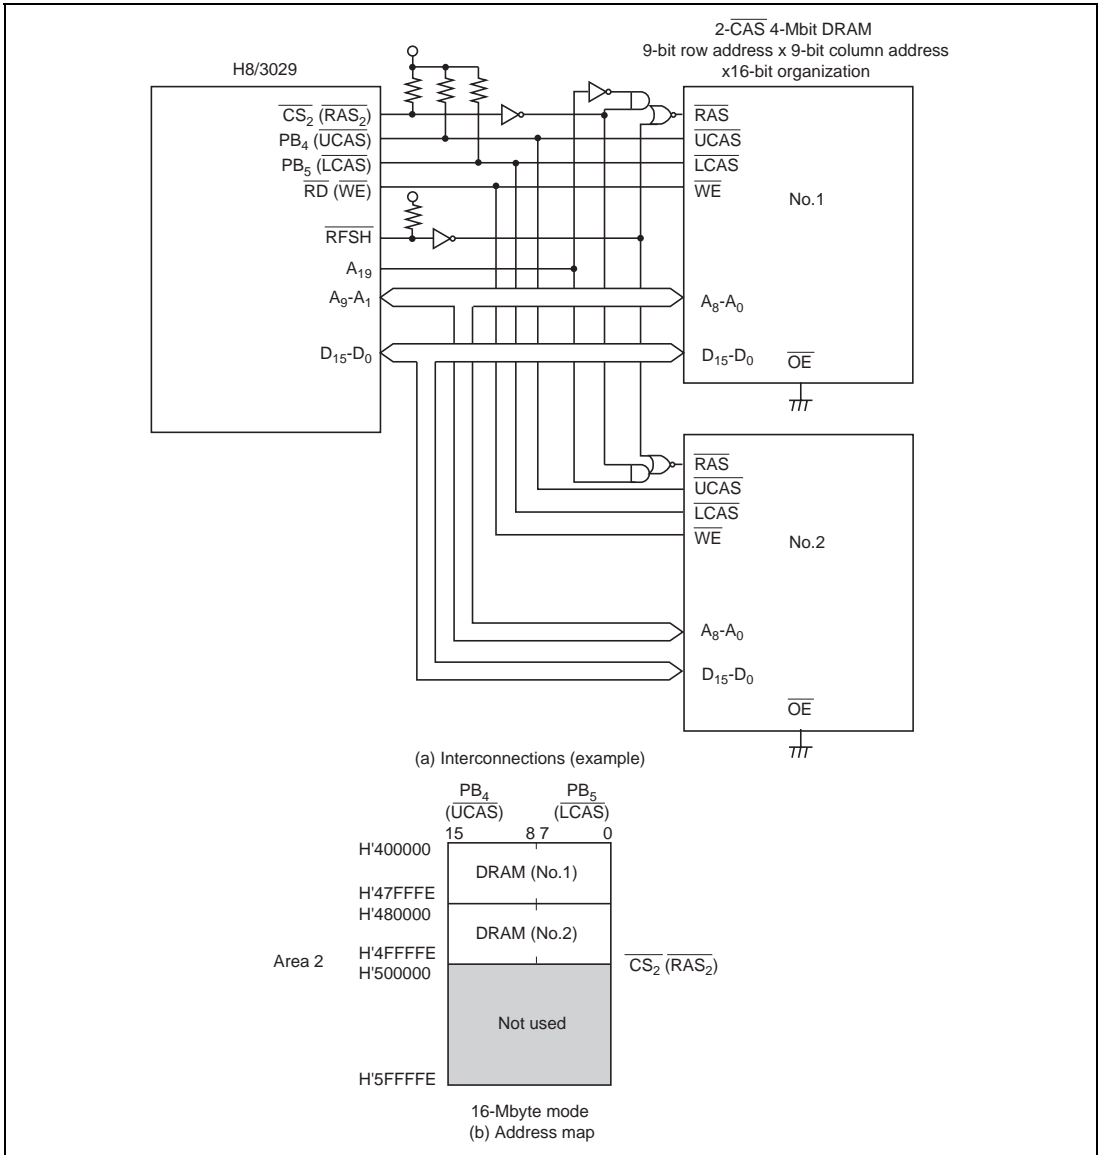 2-CAS 4-Mbit DRAM
9-bit row address x 9-bit column address
x16-bit organization
H8/3029
CS2 (RAS2)
PB4 (UCAS)
PB5 (LCAS)
RD (WE)
RFSH
A19
A9-A1
D15-D0
RAS
UCAS
LCAS
WE
No.1
A8-A0
D15-D0
OE
RAS
UCAS
LCAS
WE
No.2
A8-A0
D15-D0
OE
(a) Interconnections (example)
PB4 PB5
(UCAS) (LCAS)
15 8 7 0
H'400000
DRAM (No.1)
H'47FFFE
H'480000
DRAM (No.2)
H'4FFFFE
Area 2
CS2 (RAS2)
H'500000
Not used
H'5FFFFE
16-Mbyte mode
(b) Address map